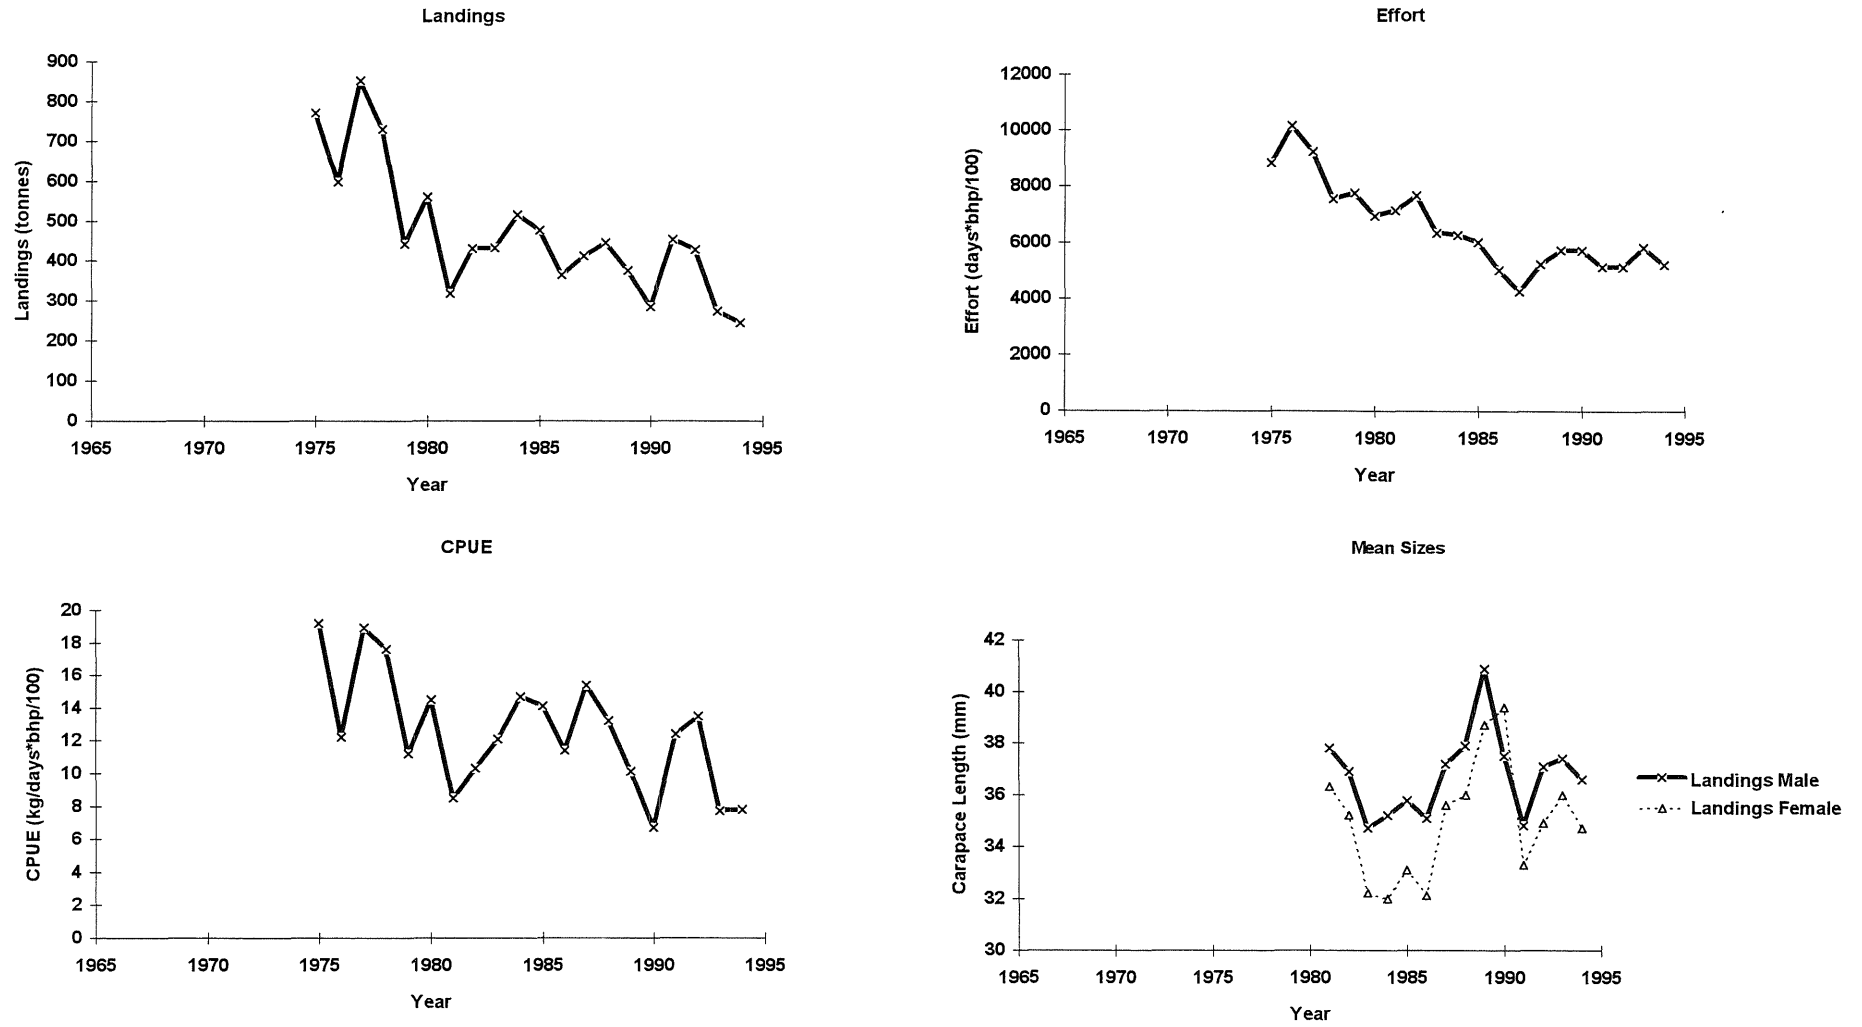 Landings
900
800
700
600
500
400
300
200
100
0
Landings (tonnes)
1965 1970 1975 1980 1985 1990 1995
Year
Effort
12000
10000
8000
6000
4000
2000
0
Effort (days*bhp/100)
1965 1970 1975 1980 1985 1990 1995
Year
CPUE
20
18
16
14
12
10
8
6
4
2
0
CPUE (kg/days*bhp/100)
1965 1970 1975 1980 1985 1990 1995
Year
Mean Sizes
42
40
38
36
34
32
30
Carapace Length (mm)
1965 1970 1975 1980 1985 1990 1995
Year
Landings Male
Landings Female